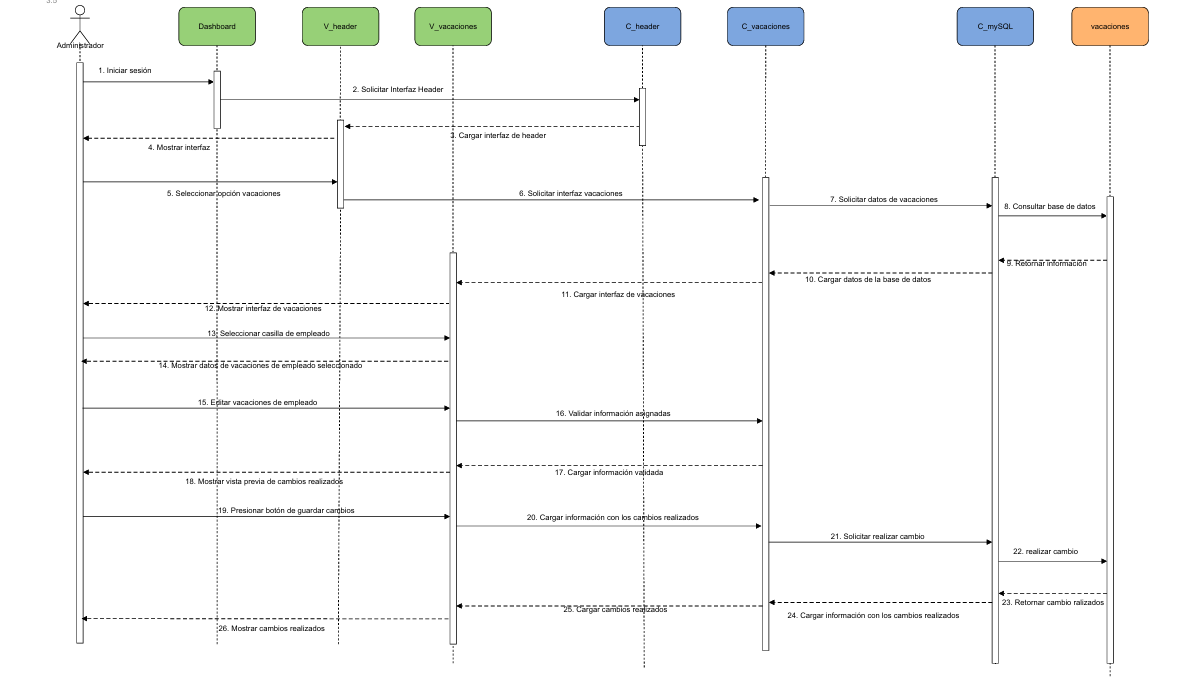 3.5
Administrador
Dashboard
V_header
V_vacaciones
C_header
C_vacaciones
C_mySQL
vacaciones
1. Iniciar sesión
2. Solicitar Interfaz Header
3. Cargar interfaz de header
4. Mostrar interfaz
5. Seleccionar opción vacaciones
6. Solicitar interfaz vacaciones
7. Solicitar datos de vacaciones
8. Consultar base de datos
9. Retornar información
10. Cargar datos de la base de datos
11. Cargar interfaz de vacaciones
12. Mostrar interfaz de vacaciones
13. Seleccionar casilla de empleado
14. Mostrar datos de vacaciones de empleado seleccionado
15. Editar vacaciones de empleado
16. Validar información asignadas
17. Cargar información validada
18. Mostrar vista previa de cambios realizados
19. Presionar botón de guardar cambios
20. Cargar información con los cambios realizados
21. Solicitar realizar cambio
22. realizar cambio
23. Retornar cambio ralizados
24. Cargar información con los cambios realizados
25. Cargar cambios realizados
26. Mostrar cambios realizados